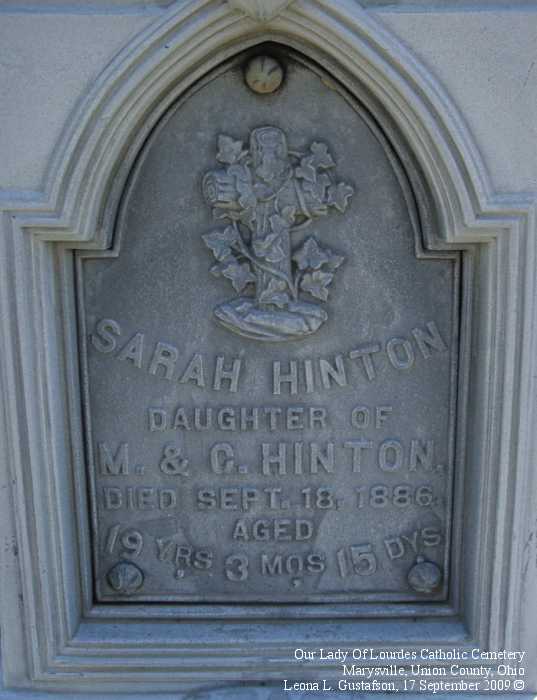 SARAH HINTON
DAUGHTER OF
M. & C. HINTON.
DIED SEPT. 18, 1886.
AGED
19 YRS 3 MOS 15 DYS
Our Lady Of Lourdes Catholic Cemetery
Marysville, Union County, Ohio
Leona L. Gustafson, 17 September 2009 ©